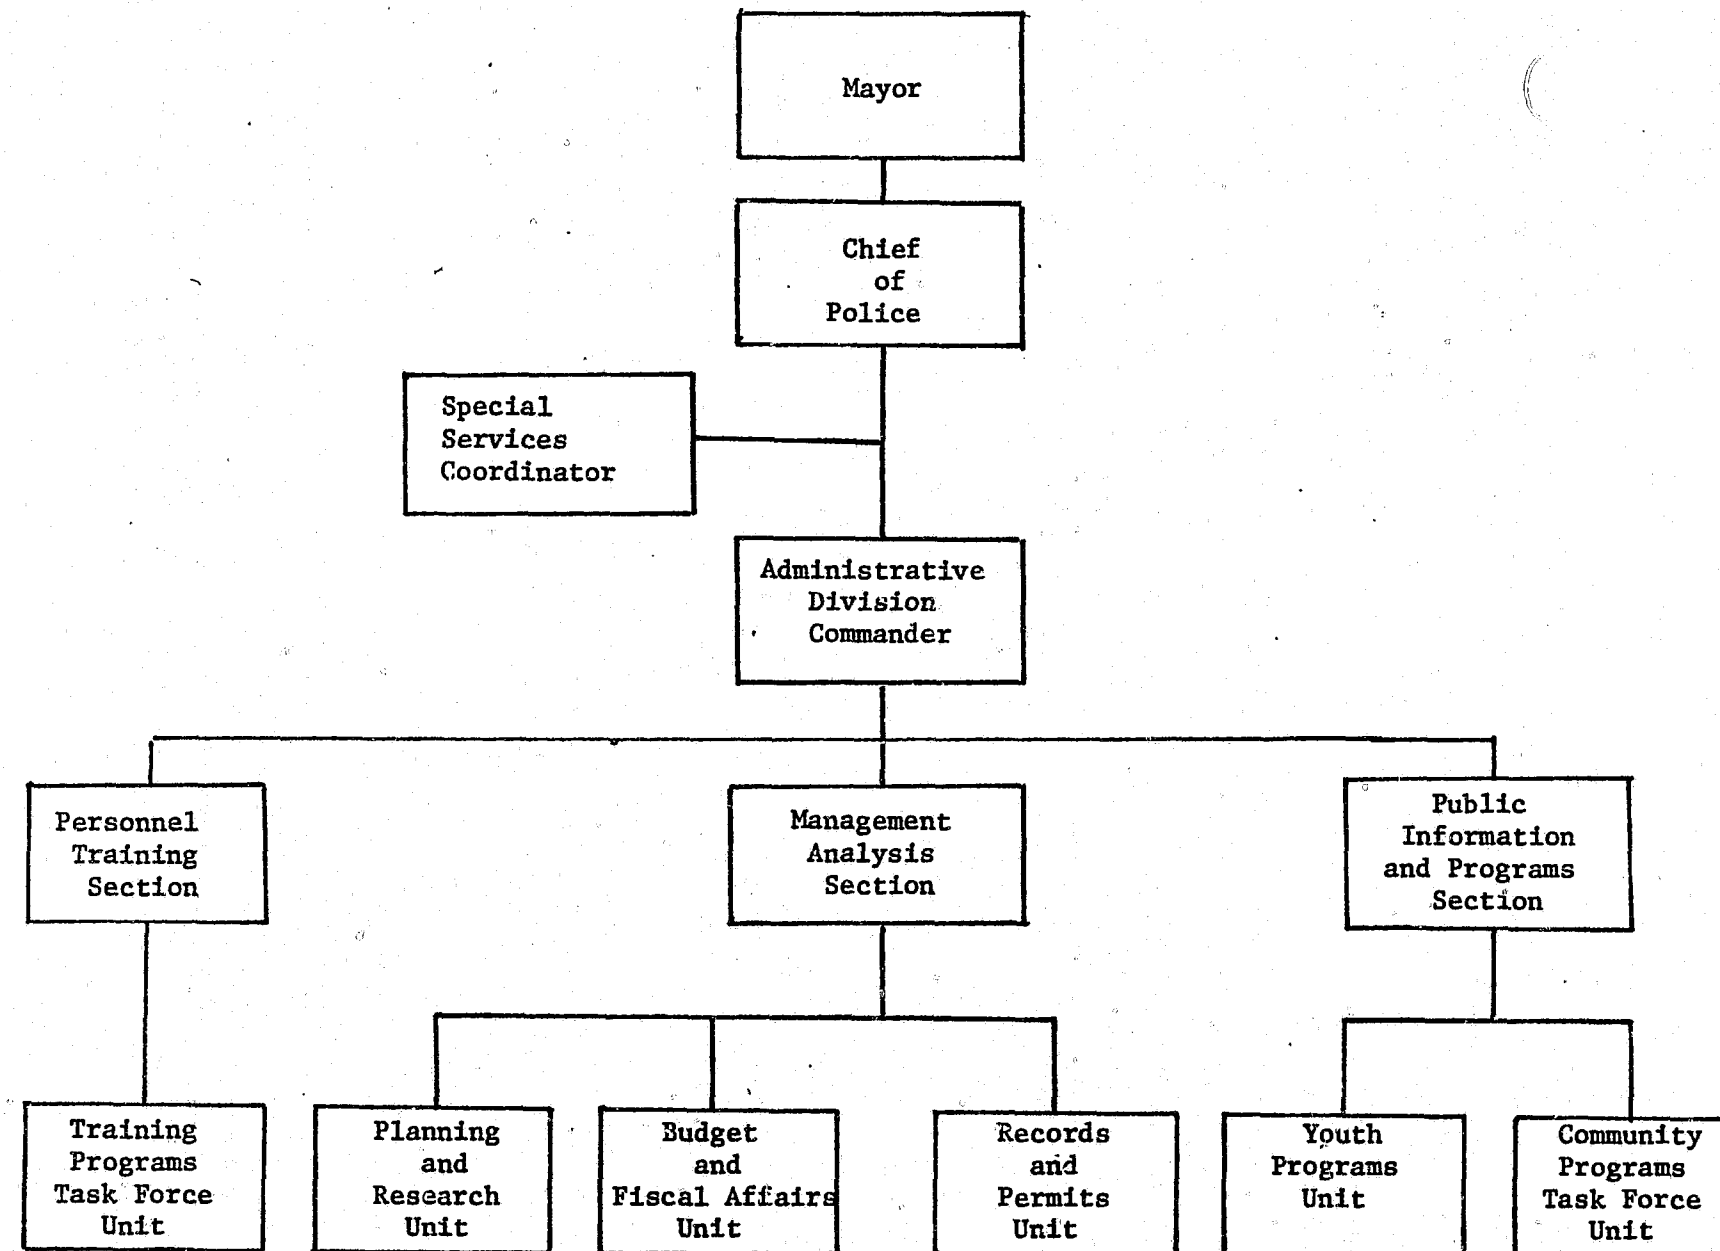 Mayor
Chief
of
Police
Special
Services
Coordinator
Administrative
Division
Commander
Personnel
Training
Section
Management
Analysis
Section
Public
Information
and Programs
Section
Training
Programs
Task Force
Unit
Planning
and
Research
Unit
Budget
and
Fiscal Affairs
Unit
Records
and
Permits
Unit
Youth
Programs
Unit
Community
Programs
Task Force
Unit